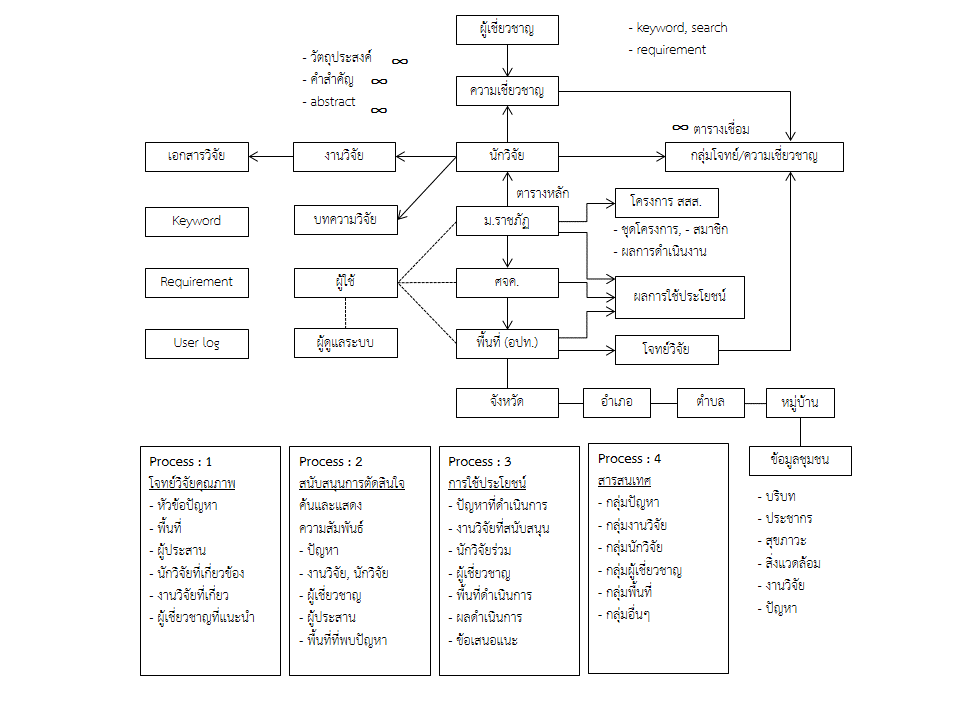 ผู้เชี่ยวชาญ
- keyword, search
- requirement
- วัตถุประสงค์ ∞
- คำสำคัญ ∞
- abstract ∞
ความเชี่ยวชาญ
∞ ตารางเชื่อม
เอกสารวิจัย
งานวิจัย
นักวิจัย
กลุ่มโจทย์/ความเชี่ยวชาญ
ตารางหลัก
Keyword
บทความวิจัย
ม.ราชภัฏ
โครงการ สสส.
- ชุดโครงการ, - สมาชิก
- ผลการดำเนินงาน
Requirement
ผู้ใช้
ศจค.
ผลการใช้ประโยชน์
User log
ผู้ดูแลระบบ
พื้นที่ (อปท.)
โจทย์วิจัย
จังหวัด
อำเภอ
ตำบล
หมู่บ้าน
ข้อมูลชุมชน
- บริบท
- ประชากร
- สุขภาวะ
- สิ่งแวดล้อม
- งานวิจัย
- ปัญหา
Process : 1
โจทย์วิจัยคุณภาพ
- หัวข้อปัญหา
- พื้นที่
- ผู้ประสาน
- นักวิจัยที่เกี่ยวข้อง
- งานวิจัยที่เกี่ยว
- ผู้เชี่ยวชาญที่แนะนำ
Process : 2
สนับสนุนการตัดสินใจ
ค้นและแสดง
ความสัมพันธ์
- ปัญหา
- งานวิจัย, นักวิจัย
- ผู้เชี่ยวชาญ
- ผู้ประสาน
- พื้นที่ที่พบปัญหา
Process : 3
การใช้ประโยชน์
- ปัญหาที่ดำเนินการ
- งานวิจัยที่สนับสนุน
- นักวิจัยร่วม
- ผู้เชี่ยวชาญ
- พื้นที่ดำเนินการ
- ผลดำเนินการ
- ข้อเสนอแนะ
Process : 4
สารสนเทศ
- กลุ่มปัญหา
- กลุ่มงานวิจัย
- กลุ่มนักวิจัย
- กลุ่มผู้เชี่ยวชาญ
- กลุ่มพื้นที่
- กลุ่มอื่นๆ